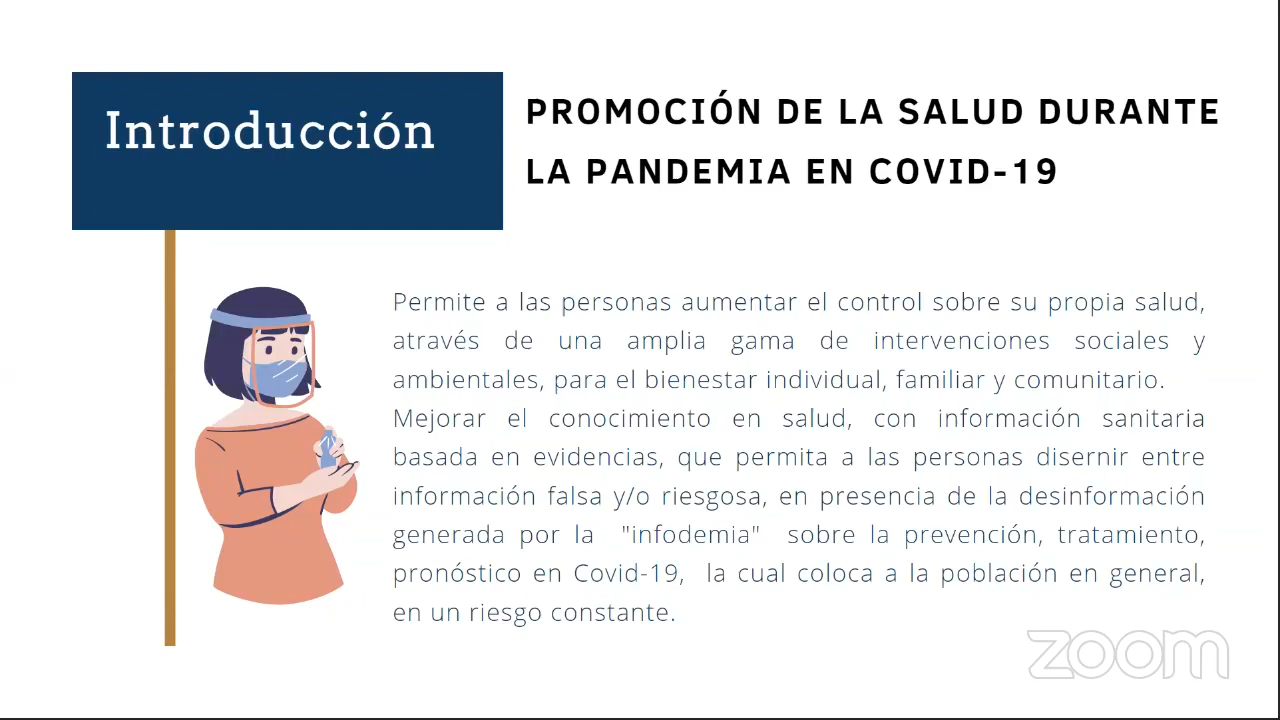 Introducción
PROMOCIÓN DE LA SALUD DURANTE
LA PANDEMIA EN COVID-19
Permite a las personas aumentar el control sobre su propia salud,
através de una amplia gama de intervenciones sociales y
ambientales, para el bienestar individual, familiar y comunitario.
Mejorar el conocimiento en salud, con información sanitaria
basada en evidencias, que permita a las personas disernir entre
información falsa y/o riesgosa, en presencia de la desinformación
generada por la "infodemia" sobre la prevención, tratamiento,
pronóstico en Covid-19, la cual coloca a la población en general,
en un riesgo constante.
zoom